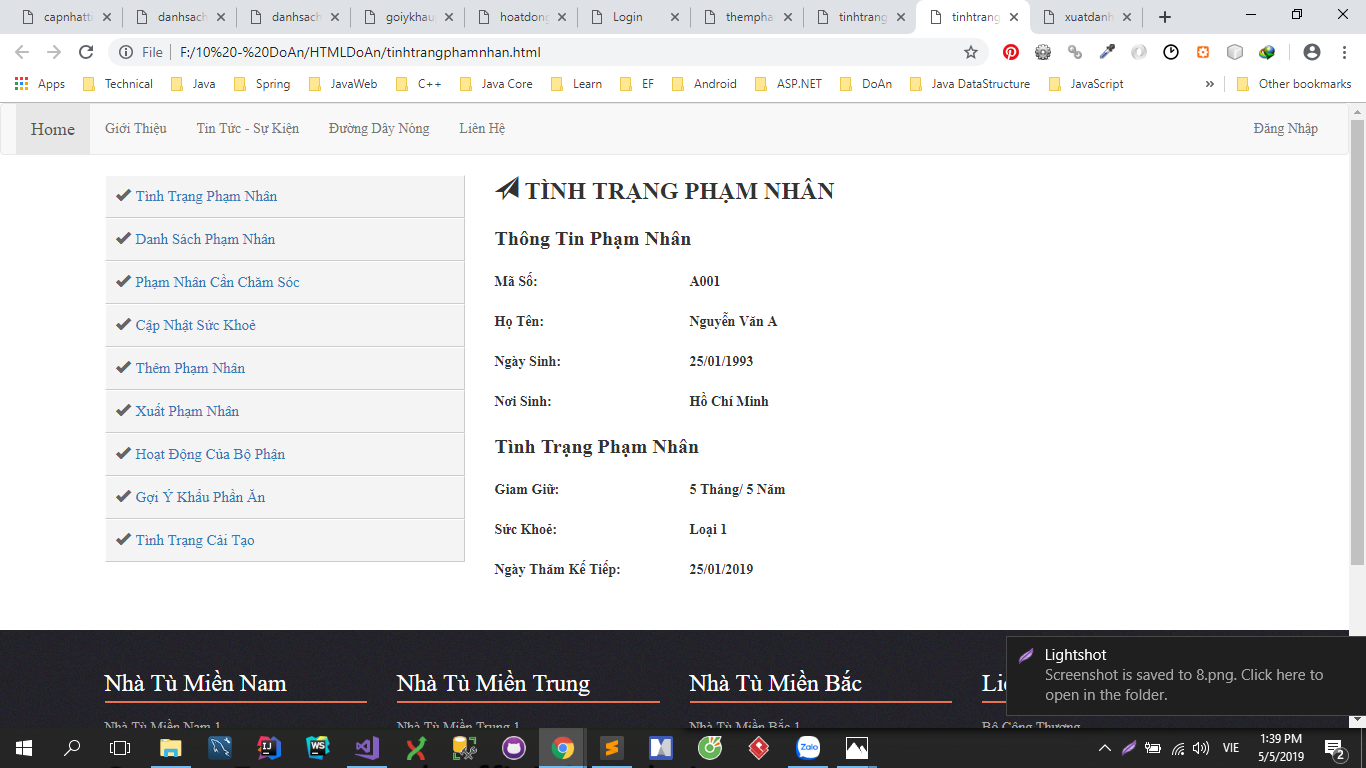 capnhattì danhsach danhsach goiykhau hoatdong Login thempha tinhtrang tinhtrang xuatdanh
File F:/10%20-%20DoAn/HTMLDoAn/tinhtrangphamnhan.html
Apps Technical Java Spring JavaWeb C++ Java Core Learn EF Android ASP.NET DoAn Java DataStructure JavaScript » Other bookmarks
Home Giới Thiệu Tin Tức - Sự Kiện Đường Dây Nóng Liên Hệ Đăng Nhập
Tình Trạng Phạm Nhân
Danh Sách Phạm Nhân
Phạm Nhân Cần Chăm Sóc
Cập Nhật Sức Khoẻ
Thêm Phạm Nhân
Xuất Phạm Nhân
Hoạt Động Của Bộ Phận
Gợi Ý Khẩu Phần Ăn
Tình Trạng Cải Tạo
TÌNH TRẠNG PHẠM NHÂN
Thông Tin Phạm Nhân
Mã Số: A001
Họ Tên: Nguyễn Văn A
Ngày Sinh: 25/01/1993
Nơi Sinh: Hồ Chí Minh
Tình Trạng Phạm Nhân
Giam Giữ: 5 Tháng/ 5 Năm
Sức Khoẻ: Loại 1
Ngày Thăm Kế Tiếp: 25/01/2019
Nhà Tù Miền Nam Nhà Tù Miền Trung Nhà Tù Miền Bắc
Nhà Tù Miền Nam 1 Nhà Tù Miền Trung 1 Nhà Tù Miền Bắc 1 Bộ Công Thương
Lightshot
Screenshot is saved to 8.png. Click here to
open in the folder.
IJ WS Zalo VIE 1:39 PM
5/5/2019 2